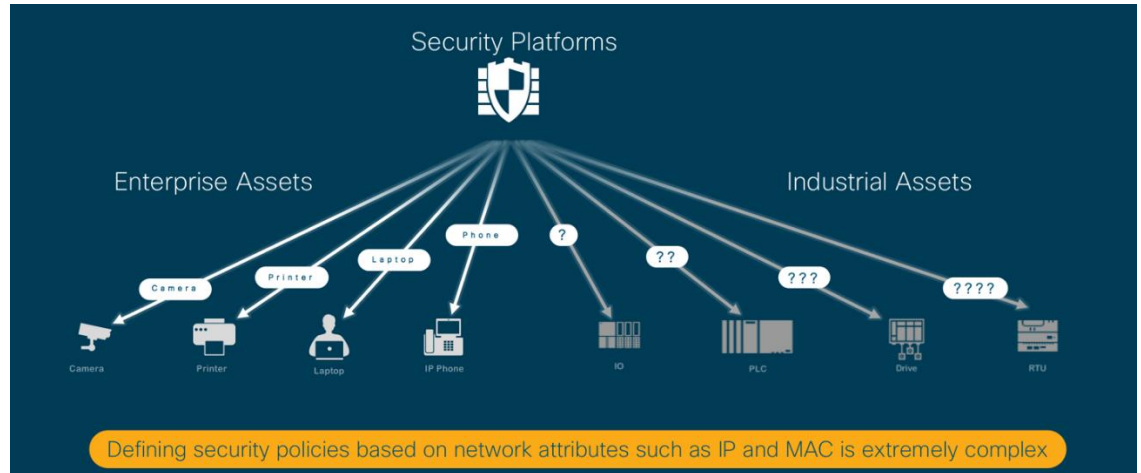 Security Platforms
Enterprise Assets
Industrial Assets
Phone
?
Laptop
??
Printer
???
Camera
????
Camera
Printer
Laptop
IP Phone
IO
PLC
Drive
RTU
Defining security policies based on network attributes such as IP and MAC is extremely complex